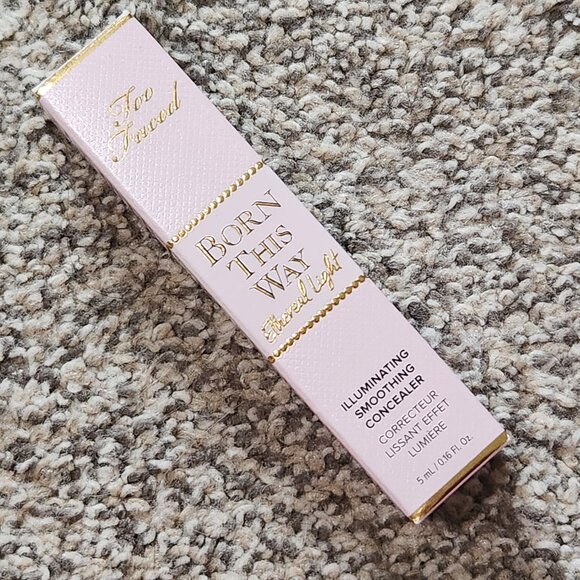 Too
Faced
BORN
THIS
WAY
Ethereal Light
ILLUMINATING
SMOOTHING
CONCEALER
CORRECTEUR
LISSANT EFFET
LUMIÈRE
5 mL / 0.16 Fl. Oz.